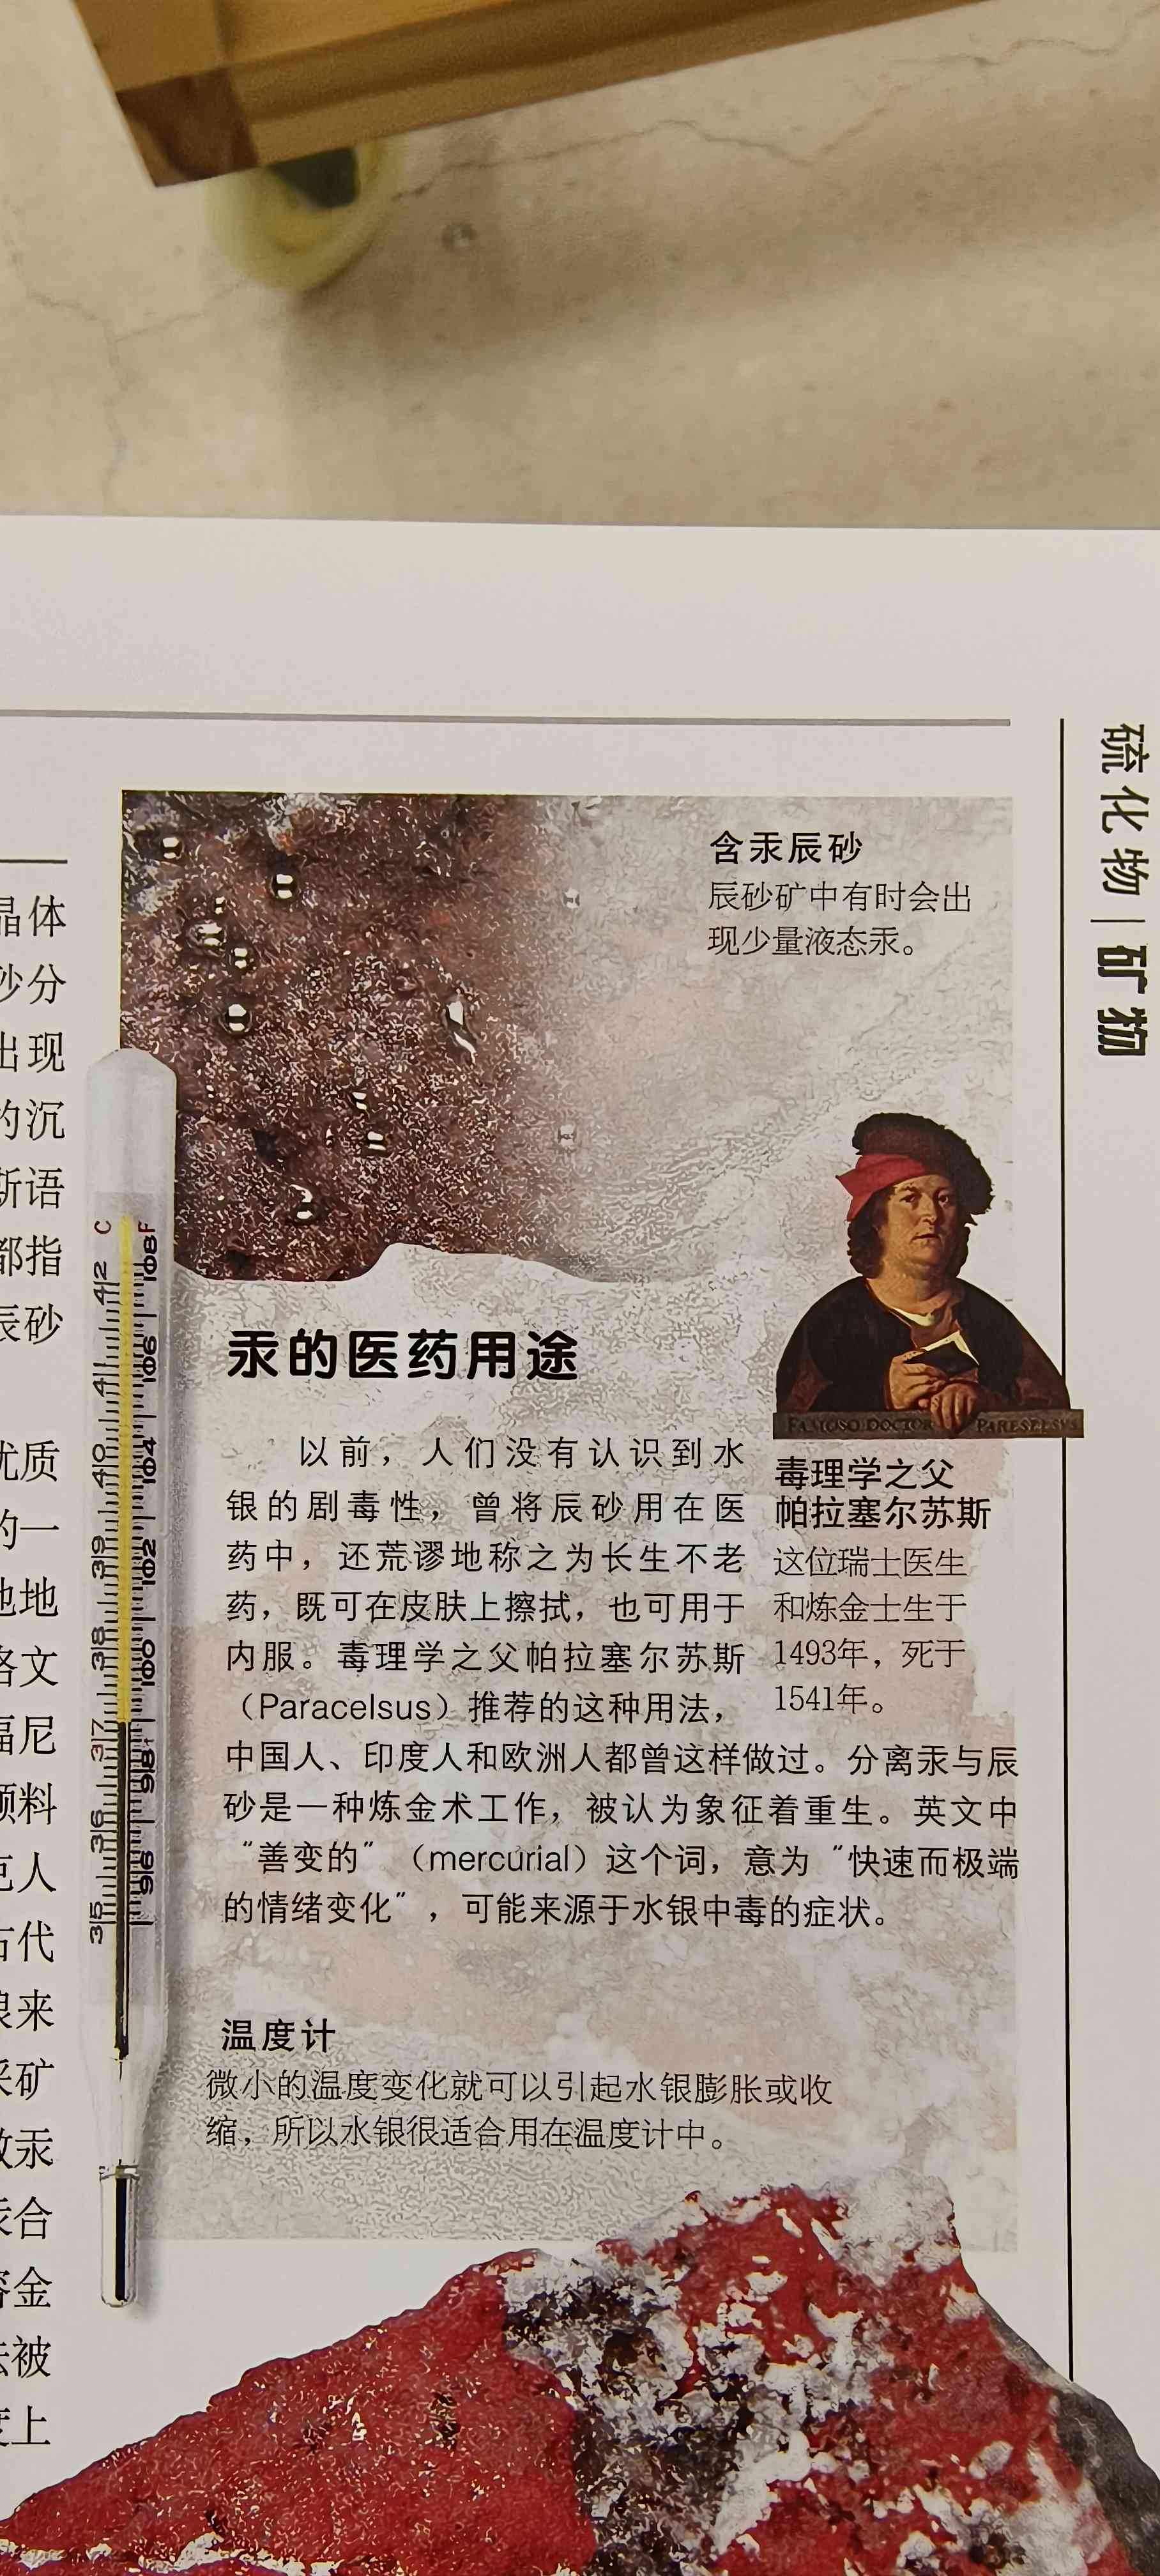 硫化物 | 矿物
晶体
砂分
出现
的沉
斯语
都指
辰砂
优质
的一
地地
洛文
福尼
颜料
克人
古代
银来
采矿
汞合
溶金
法被
度上
含汞辰砂
辰砂矿中有时会出
现少量液态汞。
FAMOSO DOCTOR PARESELSVS
毒理学之父
帕拉塞尔苏斯
这位瑞士医生
和炼金士生于
1493年，死于
1541年。
汞的医药用途
以前，人们没有认识到水
银的剧毒性，曾将辰砂用在医
药中，还荒谬地称之为长生不老
药，既可在皮肤上擦拭，也可用于
内服。毒理学之父帕拉塞尔苏斯
（Paracelsus）推荐的这种用法，
中国人、印度人和欧洲人都曾这样做过。分离汞与辰
砂是一种炼金术工作，被认为象征着重生。英文中
“善变的”（mercurial）这个词，意为“快速而极端
的情绪变化”，可能来源于水银中毒的症状。
C F
42 108
41 106
40 104
39 102
38 100
37 98
36 96
35
温度计
微小的温度变化就可以引起水银膨胀或收
缩，所以水银很适合用在温度计中。